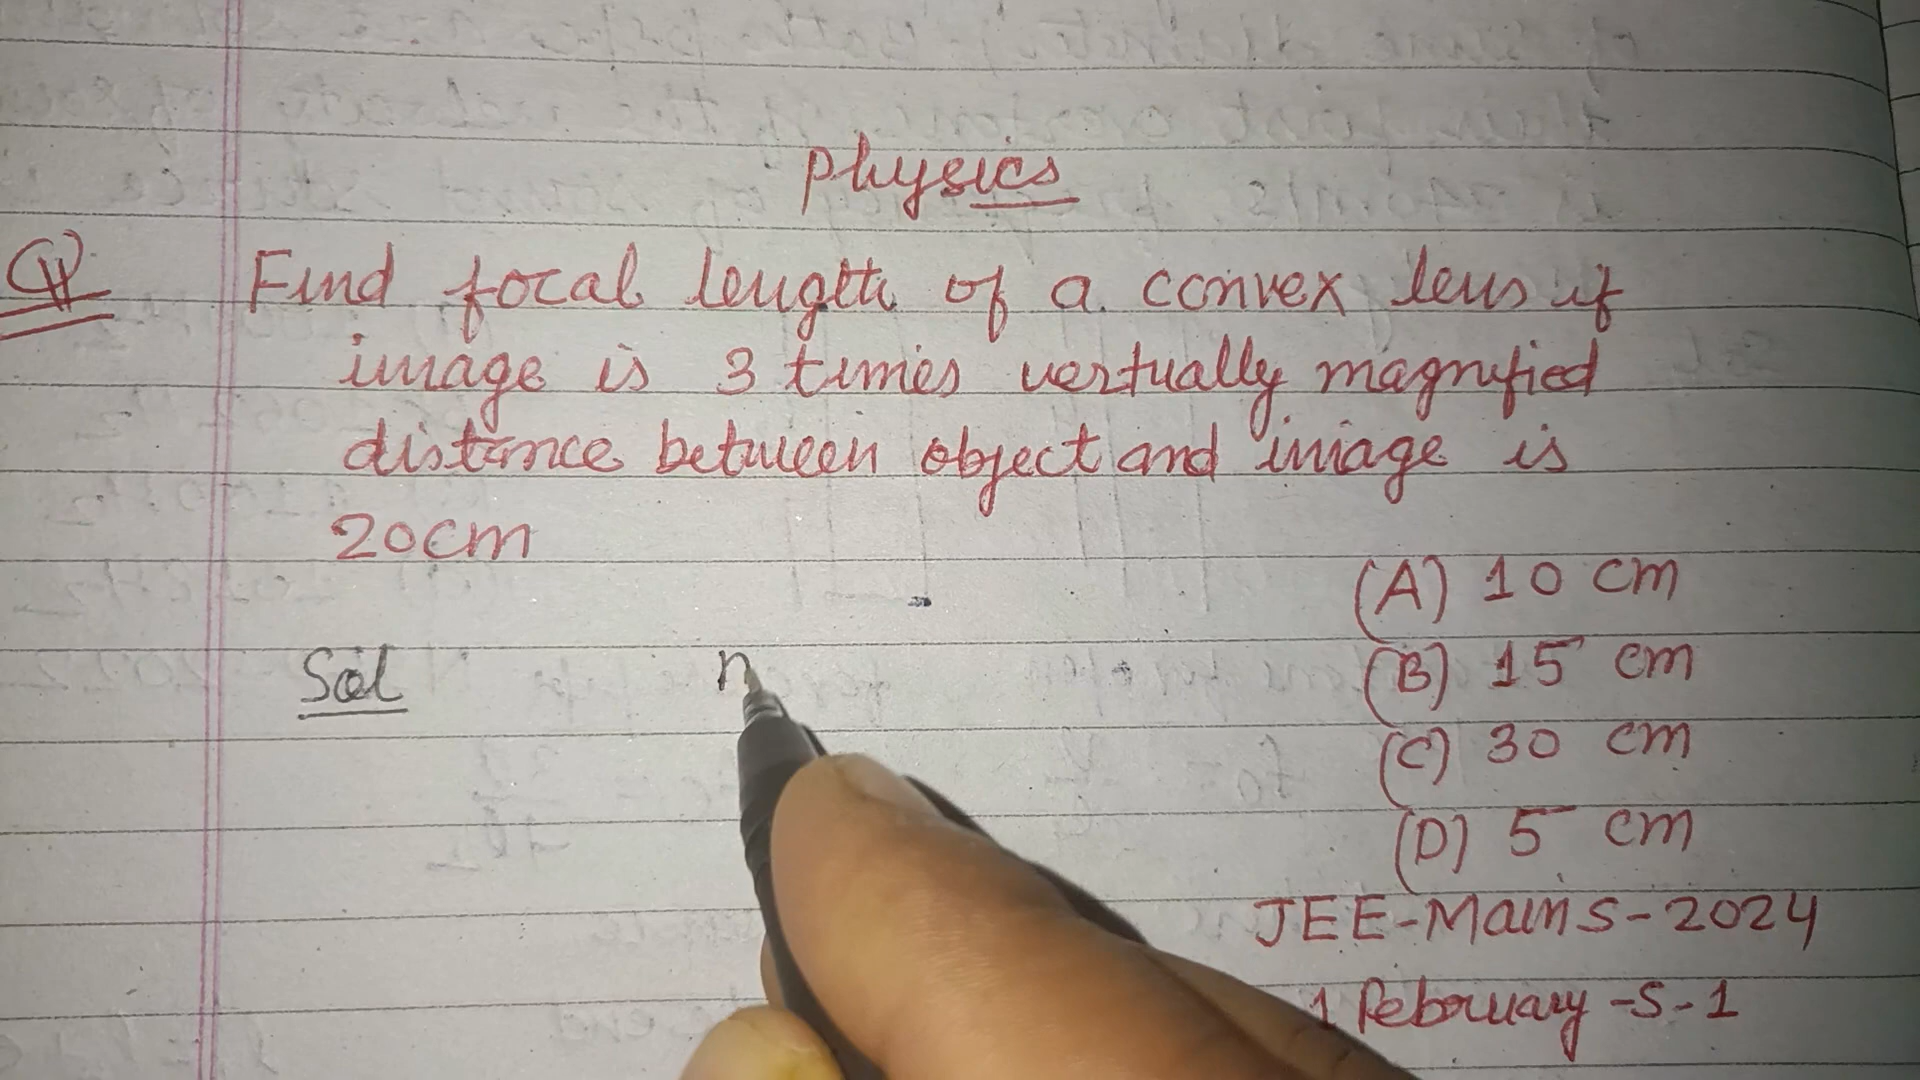 Physics
Q Find focal length of a convex lens if
image is 3 times vertually magnified
distance between object and image is
20cm
(A) 10 cm
(B) 15 cm
(C) 30 cm
(D) 5 cm
JEE-Mains-2024
1 February -S-1
Sol